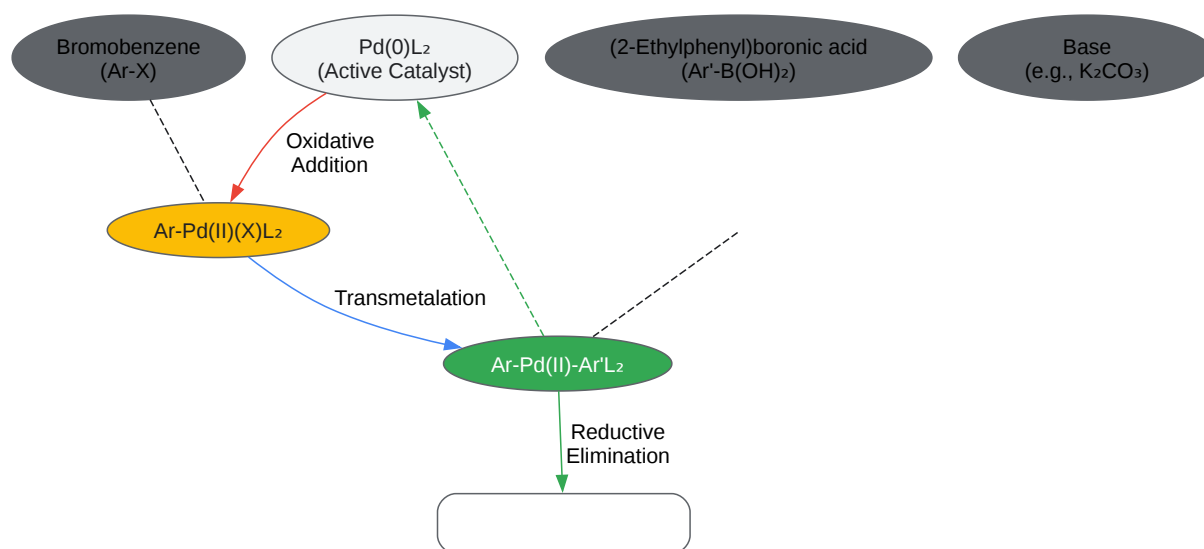 Bromobenzene
(Ar-X)
Pd(0)L₂
(Active Catalyst)
(2-Ethylphenyl)boronic acid
(Ar'-B(OH)₂)
Base
(e.g., K₂CO₃)
Oxidative
Addition
Ar-Pd(II)(X)L₂
Transmetalation
Ar-Pd(II)-Ar'L₂
Reductive
Elimination